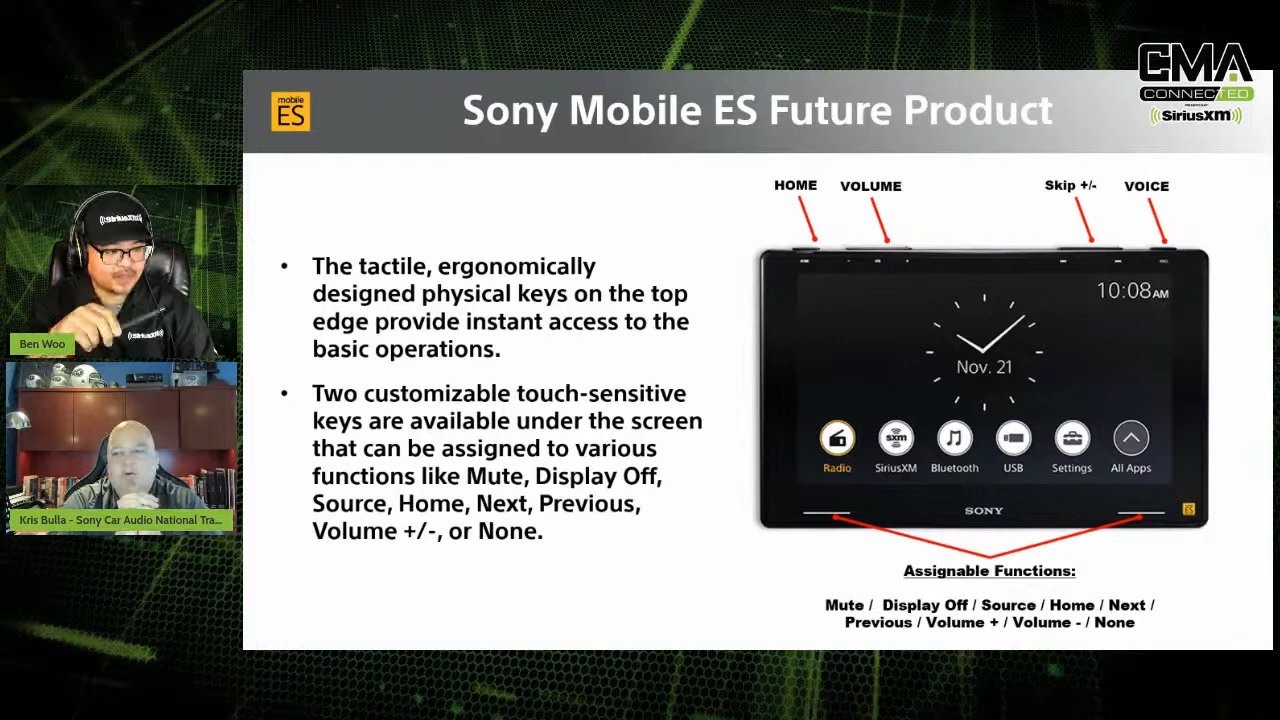 CMA
CONNECTED
SiriusXM
mobile
ES
Sony Mobile ES Future Product
HOME
VOLUME
Skip +/-
VOICE
• The tactile, ergonomically
designed physical keys on the top
edge provide instant access to the
basic operations.
• Two customizable touch-sensitive
keys are available under the screen
that can be assigned to various
functions like Mute, Display Off,
Source, Home, Next, Previous,
Volume +/-, or None.
10:08AM
Nov. 21
sxm
Radio
SiriusXM
Bluetooth
USB
Settings
All Apps
SONY
ES
Assignable Functions:
Mute / Display Off / Source / Home / Next /
Previous / Volume + / Volume - / None
SiriusXM
SiriusXM
Ben Woo
Kris Bulla - Sony Car Audio National Tra...